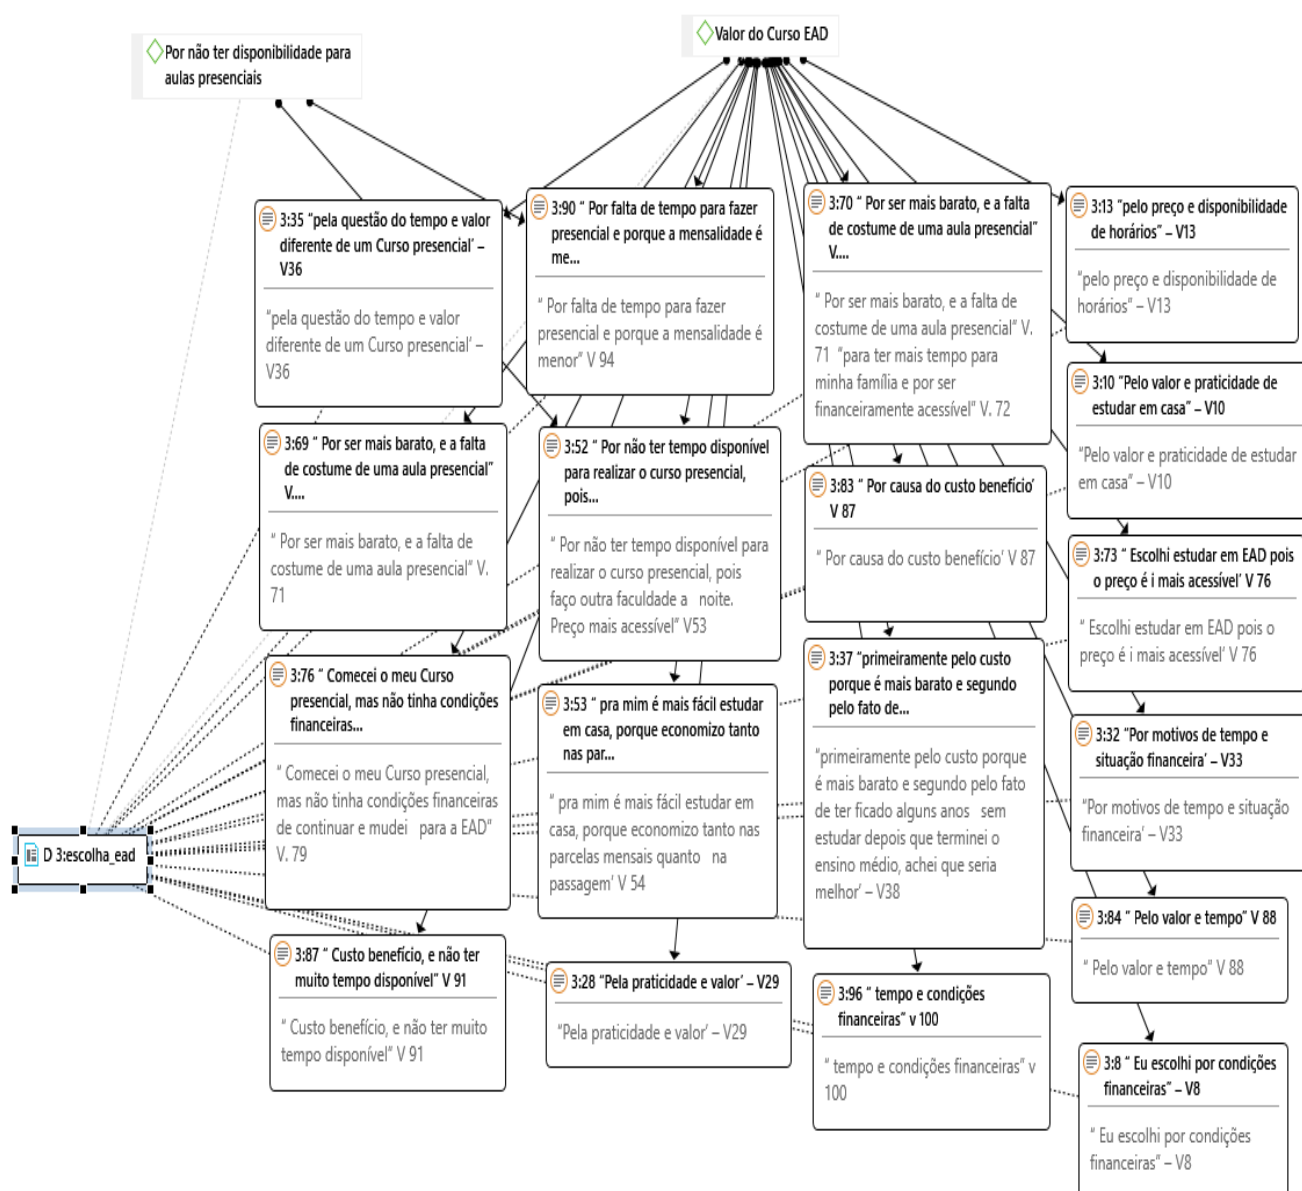 Por não ter disponibilidade para
aulas presenciais
Valor do Curso EAD
3:35 “pela questão do tempo e valor
diferente de um Curso presencial’ –
V36
“pela questão do tempo e valor
diferente de um Curso presencial’ –
V36
3:69 “ Por ser mais barato, e a falta
de costume de uma aula presencial”
V....
“ Por ser mais barato, e a falta de
costume de uma aula presencial” V.
71
3:76 “ Comecei o meu Curso
presencial, mas não tinha condições
financeiras...
“ Comecei o meu Curso presencial,
mas não tinha condições financeiras
de continuar e mudei para a EAD”
V. 79
3:87 “ Custo benefício, e não ter
muito tempo disponível” V 91
“ Custo benefício, e não ter muito
tempo disponível” V 91
D 3:escolha_ead
3:90 “ Por falta de tempo para fazer
presencial e porque a mensalidade é
me...
“ Por falta de tempo para fazer
presencial e porque a mensalidade é
menor” V 94
3:52 “ Por não ter tempo disponível
para realizar o curso presencial,
pois...
“ Por não ter tempo disponível para
realizar o curso presencial, pois
faço outra faculdade a noite.
Preço mais acessível” V53
3:53 “ pra mim é mais fácil estudar
em casa, porque economizo tanto
nas par...
“ pra mim é mais fácil estudar em
casa, porque economizo tanto nas
parcelas mensais quanto na
passagem’ V 54
3:28 “Pela praticidade e valor’ – V29
“Pela praticidade e valor’ – V29
3:70 “ Por ser mais barato, e a falta
de costume de uma aula presencial”
V....
“ Por ser mais barato, e a falta de
costume de uma aula presencial” V.
71 “para ter mais tempo para
minha família e por ser
financeiramente acessível” V. 72
3:83 “ Por causa do custo benefício’
V 87
“ Por causa do custo benefício’ V 87
3:37 “primeiramente pelo custo
porque é mais barato e segundo
pelo fato de...
“primeiramente pelo custo porque
é mais barato e segundo pelo fato
de ter ficado alguns anos sem
estudar depois que terminei o
ensino médio, achei que seria
melhor’ – V38
3:96 “ tempo e condições
financeiras” v 100
“ tempo e condições financeiras” v
100
3:13 “pelo preço e disponibilidade
de horários” – V13
“pelo preço e disponibilidade de
horários” – V13
3:10 “Pelo valor e praticidade de
estudar em casa” – V10
“Pelo valor e praticidade de estudar
em casa” – V10
3:73 “ Escolhi estudar em EAD pois
o preço é i mais acessível’ V 76
“ Escolhi estudar em EAD pois o
preço é i mais acessível’ V 76
3:32 “Por motivos de tempo e
situação financeira’ – V33
“Por motivos de tempo e situação
financeira’ – V33
3:84 “ Pelo valor e tempo” V 88
“ Pelo valor e tempo” V 88
3:8 “ Eu escolhi por condições
financeiras” – V8
“ Eu escolhi por condições
financeiras” – V8